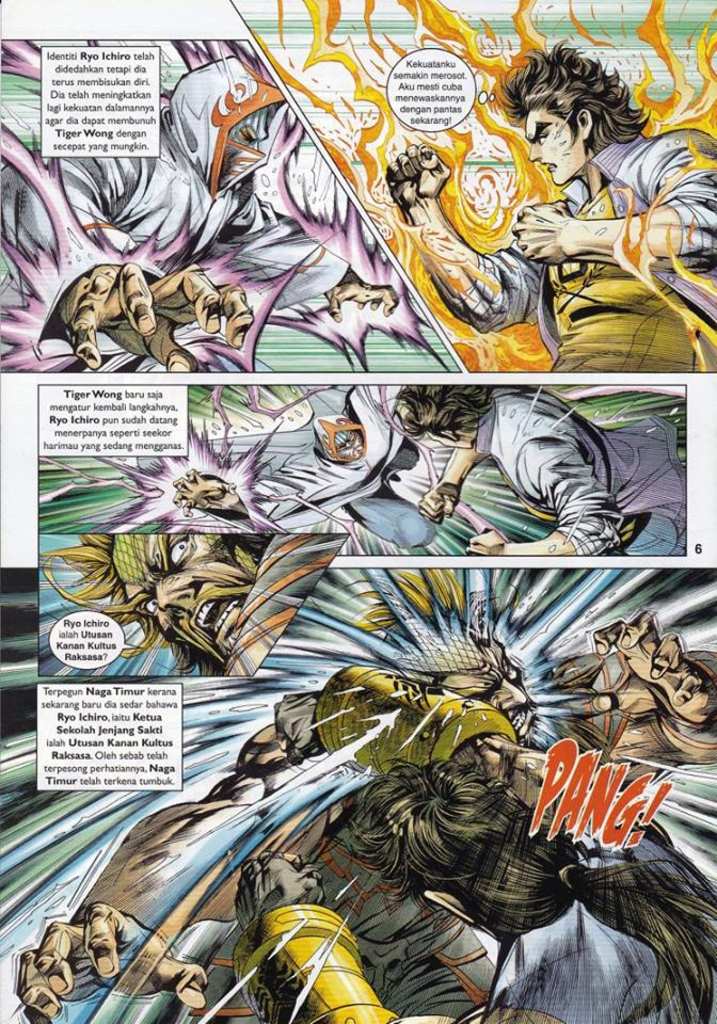 Identiti Ryo Ichiro telah
didedahkan tetapi dia
terus membisukan diri.
Dia telah meningkatkan
lagi kekuatan dalamannya
agar dia dapat membunuh
Tiger Wong dengan
secepat yang mungkin.
Kekuatanku
semakin merosot.
Aku mesti cuba
menewaskannya
dengan pantas
sekarang!
Tiger Wong baru saja
mengatur kembali langkahnya,
Ryo Ichiro pun sudah datang
menerpanya seperti seekor
harimau yang sedang mengganas.
6
Ryo Ichiro
ialah Utusan
Kanan Kultus
Raksasa?
Terpegun Naga Timur kerana
sekarang baru dia sedar bahawa
Ryo Ichiro, iaitu Ketua
Sekolah Jenjang Sakti
ialah Utusan Kanan Kultus
Raksasa. Oleh sebab telah
terpesong perhatiannya, Naga
Timur telah terkena tumbuk.
PANG!